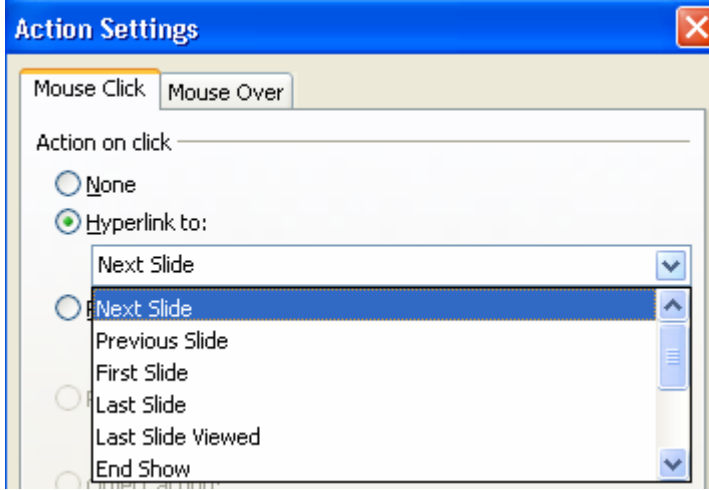 Action Settings
Mouse Click
Mouse Over
Action on click
None
Hyperlink to:
Next Slide
Next Slide
Previous Slide
First Slide
Last Slide
Last Slide Viewed
End Show